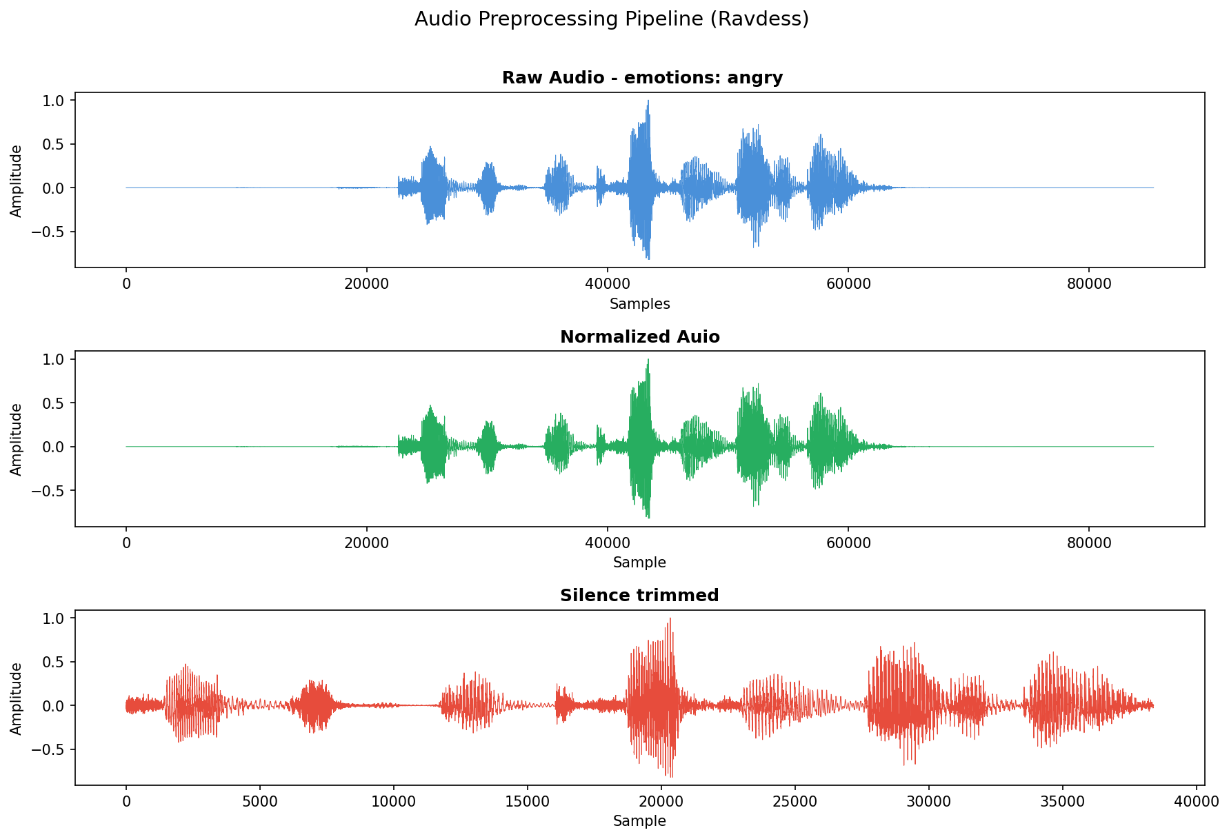 Audio Preprocessing Pipeline (Ravdess)
Raw Audio - emotions: angry
Amplitude
1.0
0.5
0.0
−0.5
0 20000 40000 60000 80000
Samples
Normalized Auio
Amplitude
1.0
0.5
0.0
−0.5
0 20000 40000 60000 80000
Sample
Silence trimmed
Amplitude
1.0
0.5
0.0
−0.5
0 5000 10000 15000 20000 25000 30000 35000 40000
Sample